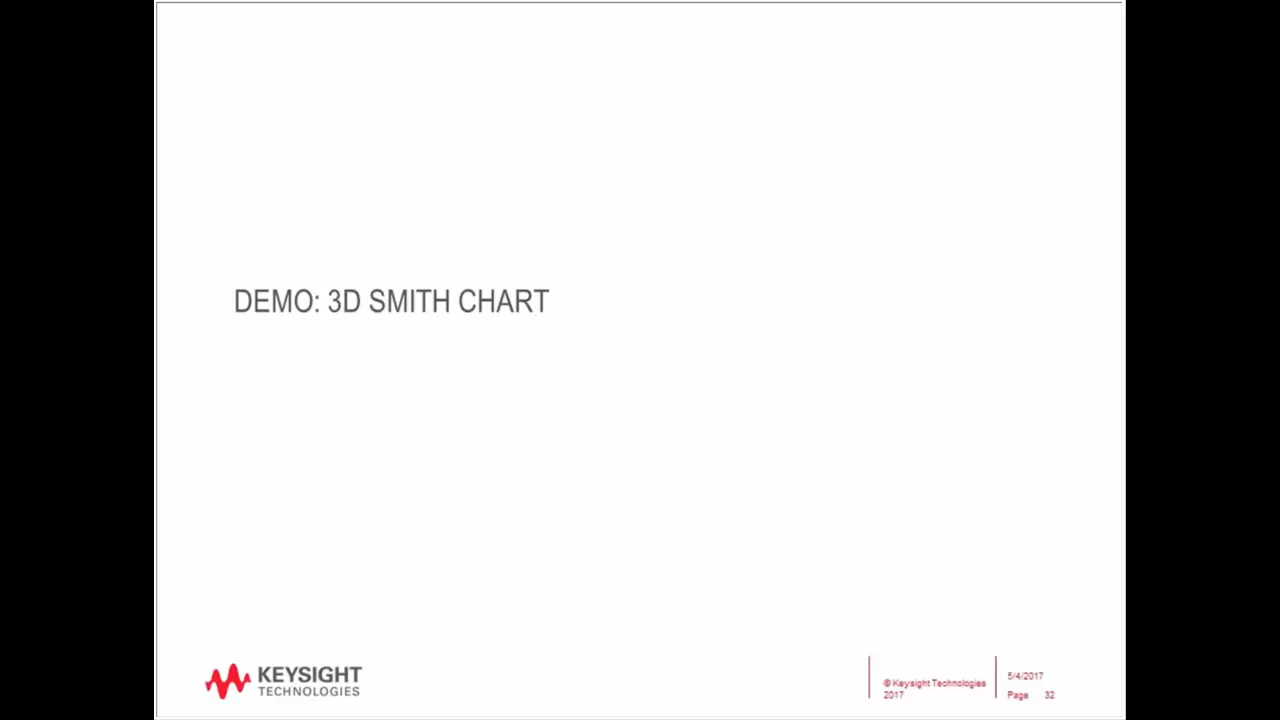 DEMO: 3D SMITH CHART
KEYSIGHT
TECHNOLOGIES
© Keysight Technologies
2017
5/4/2017
Page 32